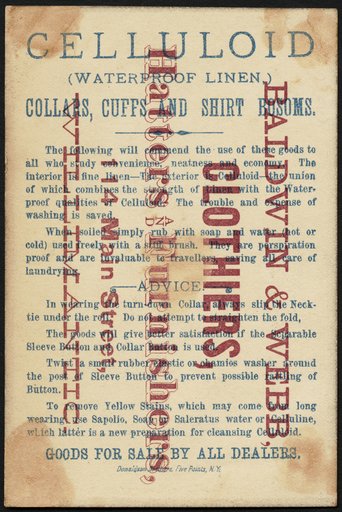 CELLULOID
(WATERPROOF LINEN,)
COLLARS, CUFFS AND SHIRT BOSOMS.
The following will commend the use of these goods to
all who study convenience, neatness and economy. The
interior is fine linen—The exterior is Celluloid—the union
of which combines the strength of Linen with the Water-
proof qualities of Celluloid. The trouble and expense of
washing is saved.
When soiled simply rub with soap and water (hot or
cold) used freely with a stiff brush. They are perspiration
proof and are invaluable to travellers, saving all care of
laundrying.
ADVICE.
In wearing the turn-down Collar, always slip the Neck-
tie under the roll. Do not attempt to straighten the fold,
The goods will give better satisfaction if the Separable
Sleeve Button and Collar Button is used.
Twist a small rubber elastic or chamios washer around
the post of Sleeve Button to prevent possible rattling of
Button.
To remove Yellow Stains, which may come from long
wearing, use Sapolio, Soap or Saleratus water or Celluline,
which latter is a new preparation for cleansing Celluloid.
GOODS FOR SALE BY ALL DEALERS.
Donaldson Brothers, Five Points, N.Y.
BALDWIN & WEBB,
CLOTHIERS,
Hatters AND Furnishers,
114 Main Street,
WILLIMANTIC,